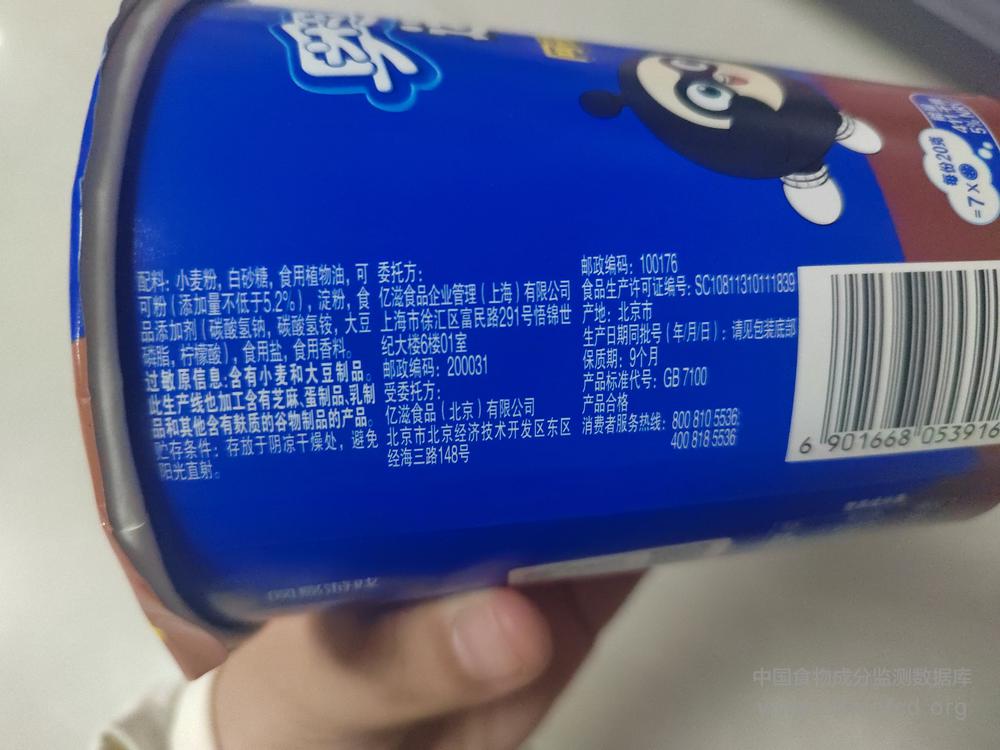 配料：小麦粉，白砂糖，食用植物油，可
可粉（添加量不低于5.2%），淀粉，食
品添加剂（碳酸氢钠，碳酸氢铵，大豆
磷脂，柠檬酸），食用盐，食用香料。
过敏原信息：含有小麦和大豆制品。
此生产线也加工含有芝麻、蛋制品、乳制
品和其他含有麸质的谷物制品的产品。
贮存条件：存放于阴凉干燥处，避免
阳光直射。
委托方：
亿滋食品企业管理（上海）有限公司
上海市徐汇区富民路291号悟锦世
纪大楼6楼01室
邮政编码：200031
受委托方：
亿滋食品（北京）有限公司
北京市北京经济技术开发区东区
经海三路148号
邮政编码：100176
食品生产许可证编号：SC10811310111839
产地：北京市
生产日期同批号（年/月/日）：请见包装底部
保质期：9个月
产品标准代号：GB 7100
产品合格
消费者服务热线：800 810 5536
400 818 5536
6 901668 053916
每份20克
=7×
中国食物成分监测数据库